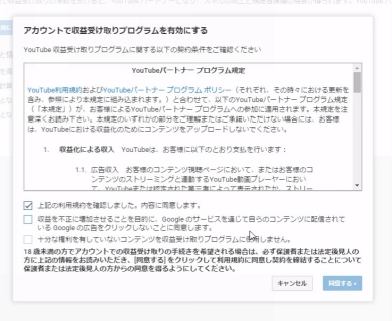 アカウントで収益受け取りプログラムを有効にする
YouTube 収益受け取りプログラムに関する以下の契約条件をご確認ください
YouTubeパートナー プログラム規定
YouTube利用規約およびYouTubeパートナー プログラム ポリシー（それぞれ、その時々における更新を
含み、参照により本規定に組み込まれます。）と合わせて、以下のYouTubeパートナー プログラム規定
（「本規定」）が、お客様によるYouTubeパートナーへの参加に適用されます。本規定を注
意深くお読み下さい。本規定のいずれかの部分をご理解またはご承諾いただけない場合には、お客様
は、YouTubeにおける収益化のためにコンテンツをアップロードしないでください。
1. 収益化による収入 YouTubeは、お客様に以下のとおり支払を行います：
1.1. 広告収入 お客様のコンテンツ視聴ページにおいて、またはお客様のコ
ンテンツのストリーミングと連動するYouTube動画プレーヤーにおい
て、YouTubeまたは認定された第三者によって表示されたか、ストリー
上記の利用規約を確認しました。内容に同意します。
収益を不正に増加させることを目的に、Google のサービスを通じて自らのコンテンツに配信されて
いる Google の広告をクリックしないことに同意します。
十分な権利を有していないコンテンツを収益受け取りプログラムに使用しません。
18 歳未満の方でアカウントでの収益受け取りの手続きを希望される場合は、必ず保護者または法定後見人の
方に上記の情報をお読みいただき、[同意する] をクリックして利用規約に同意し契約を締結することについて
保護者または法定後見人の方からの同意を得るようにしてください。
キャンセル 同意する »